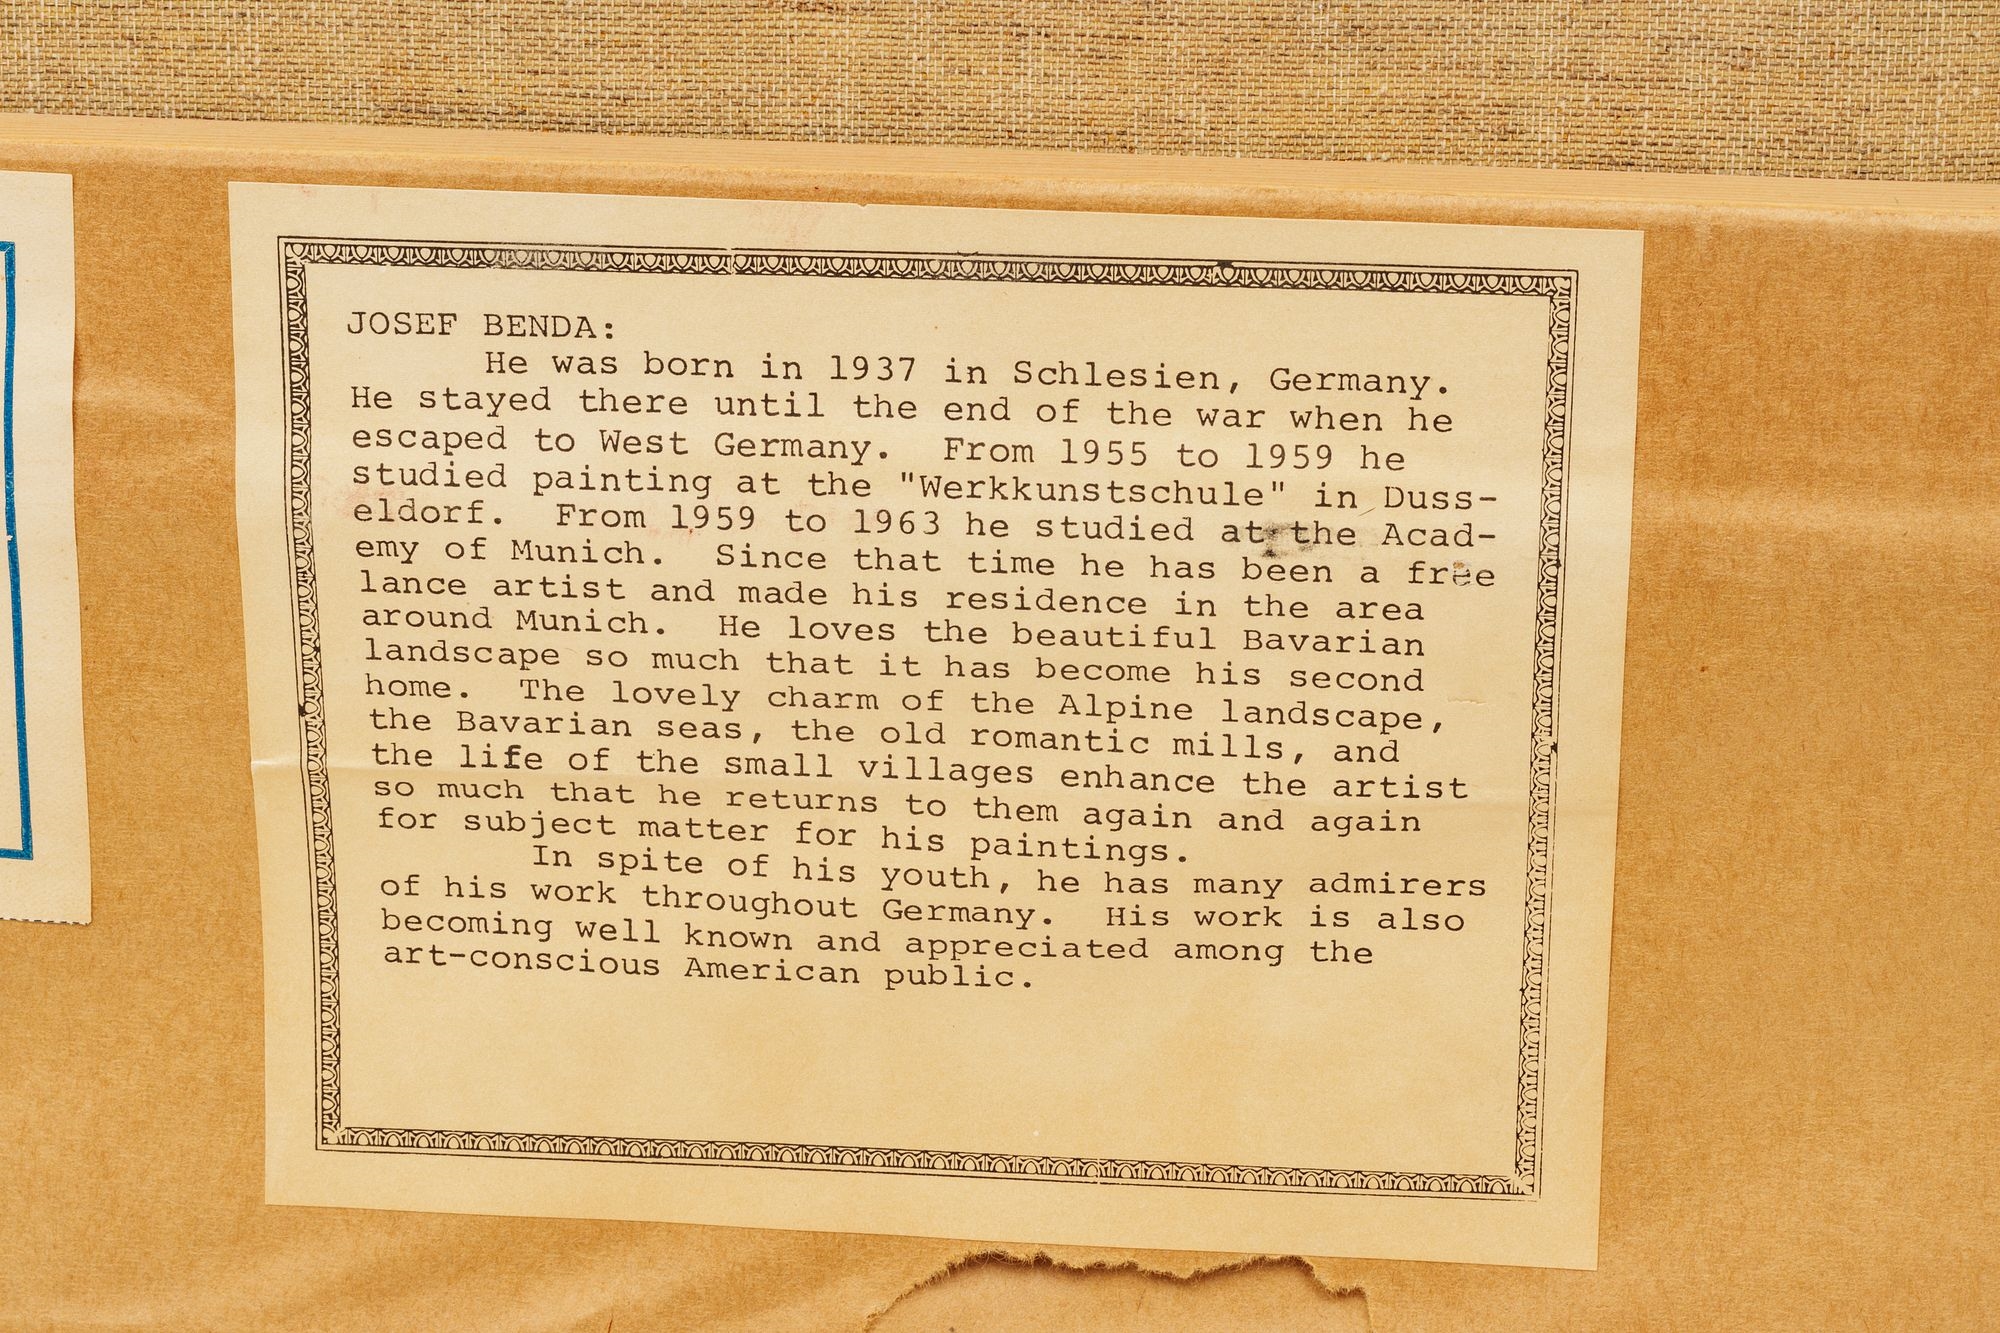 JOSEF BENDA:
He was born in 1937 in Schlesien, Germany.
He stayed there until the end of the war when he
escaped to West Germany. From 1955 to 1959 he
studied painting at the "Werkkunstschule" in Duss-
eldorf. From 1959 to 1963 he studied at the Acad-
emy of Munich. Since that time he has been a free
lance artist and made his residence in the area
around Munich. He loves the beautiful Bavarian
landscape so much that it has become his second
home. The lovely charm of the Alpine landscape,
the Bavarian seas, the old romantic mills, and
the life of the small villages enhance the artist
so much that he returns to them again and again
for subject matter for his paintings.
In spite of his youth, he has many admirers
of his work throughout Germany. His work is also
becoming well known and appreciated among the
art-conscious American public.